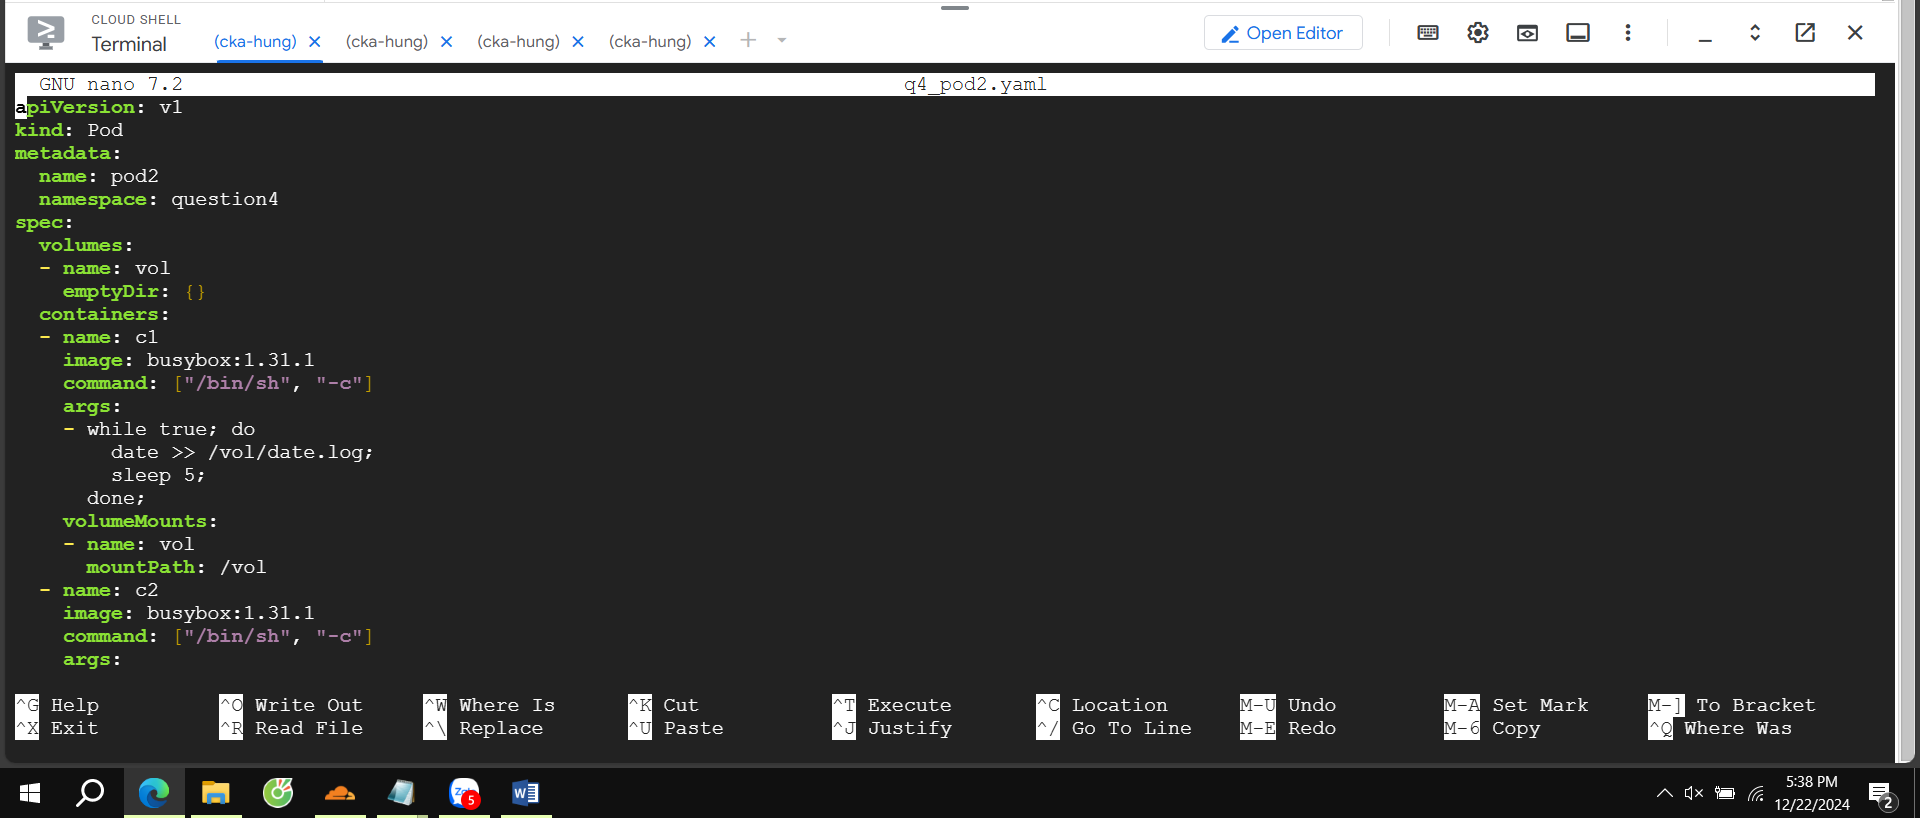 CLOUD SHELL
Terminal
(cka-hung) (cka-hung) (cka-hung) (cka-hung)
Open Editor
GNU nano 7.2 q4_pod2.yaml
apiVersion: v1
kind: Pod
metadata:
  name: pod2
  namespace: question4
spec:
  volumes:
  - name: vol
    emptyDir: {}
  containers:
  - name: c1
    image: busybox:1.31.1
    command: ["/bin/sh", "-c"]
    args:
    - while true; do
        date >> /vol/date.log;
        sleep 5;
      done;
    volumeMounts:
    - name: vol
      mountPath: /vol
  - name: c2
    image: busybox:1.31.1
    command: ["/bin/sh", "-c"]
    args:
^G Help ^O Write Out ^W Where Is ^K Cut ^T Execute ^C Location M-U Undo M-A Set Mark M-] To Bracket
^X Exit ^R Read File ^\ Replace ^U Paste ^J Justify ^/ Go To Line M-E Redo M-6 Copy ^Q Where Was
5:38 PM
12/22/2024
5
2